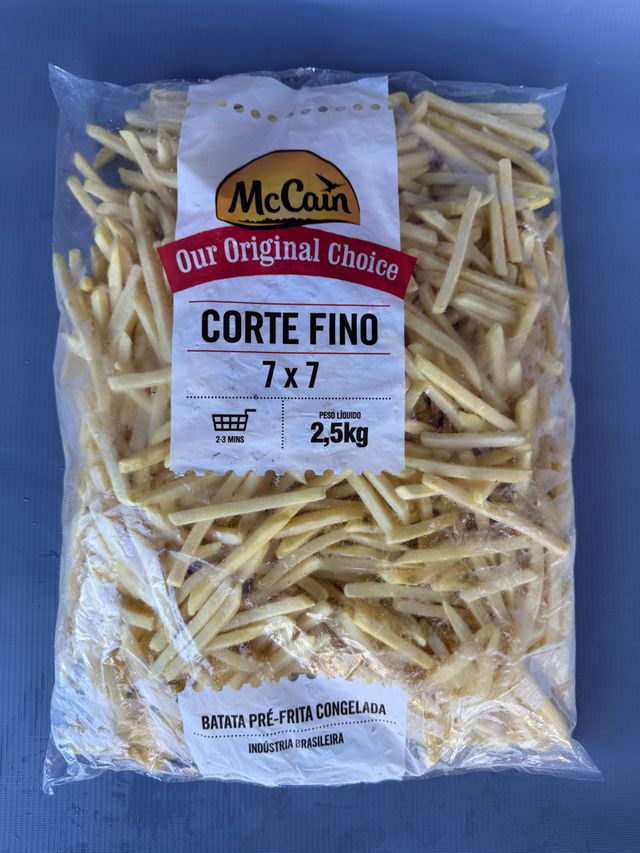 McCain
Our Original Choice
CORTE FINO
7 x 7
2-3 MINS
PESO LÍQUIDO
2,5kg
BATATA PRÉ-FRITA CONGELADA
INDÚSTRIA BRASILEIRA